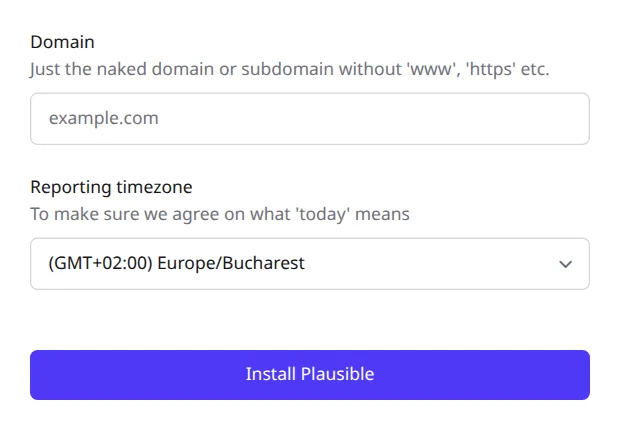 Domain
Just the naked domain or subdomain without 'www', 'https' etc.
example.com
Reporting timezone
To make sure we agree on what 'today' means
(GMT+02:00) Europe/Bucharest
Install Plausible